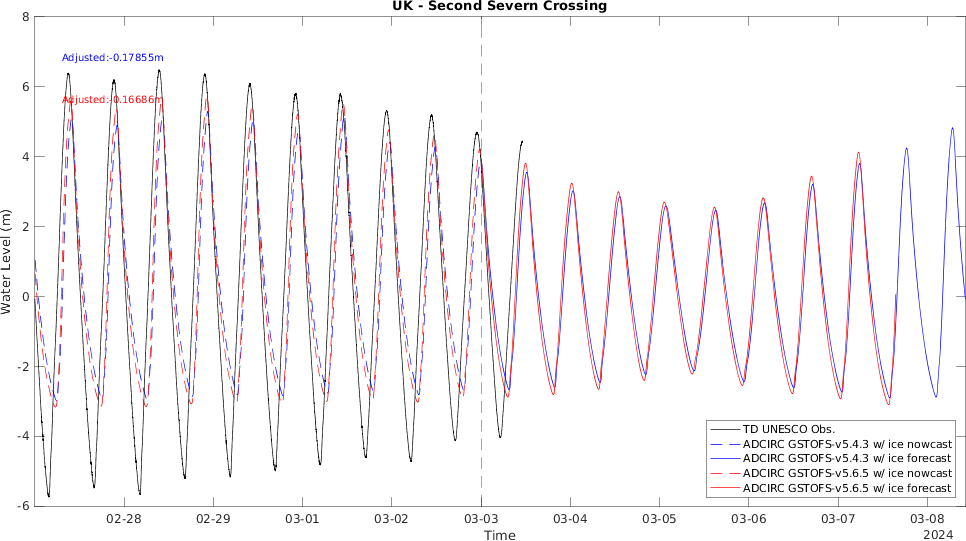 UK - Second Severn Crossing
8
6
4
2
0
-2
-4
-6
Water Level (m)
Adjusted:-0.17855m
Adjusted:-0.16686m
TD UNESCO Obs.
ADCIRC GSTOFS-v5.4.3 w/ ice nowcast
ADCIRC GSTOFS-v5.4.3 w/ ice forecast
ADCIRC GSTOFS-v5.6.5 w/ ice nowcast
ADCIRC GSTOFS-v5.6.5 w/ ice forecast
02-28 02-29 03-01 03-02 03-03 03-04 03-05 03-06 03-07 03-08
Time
2024